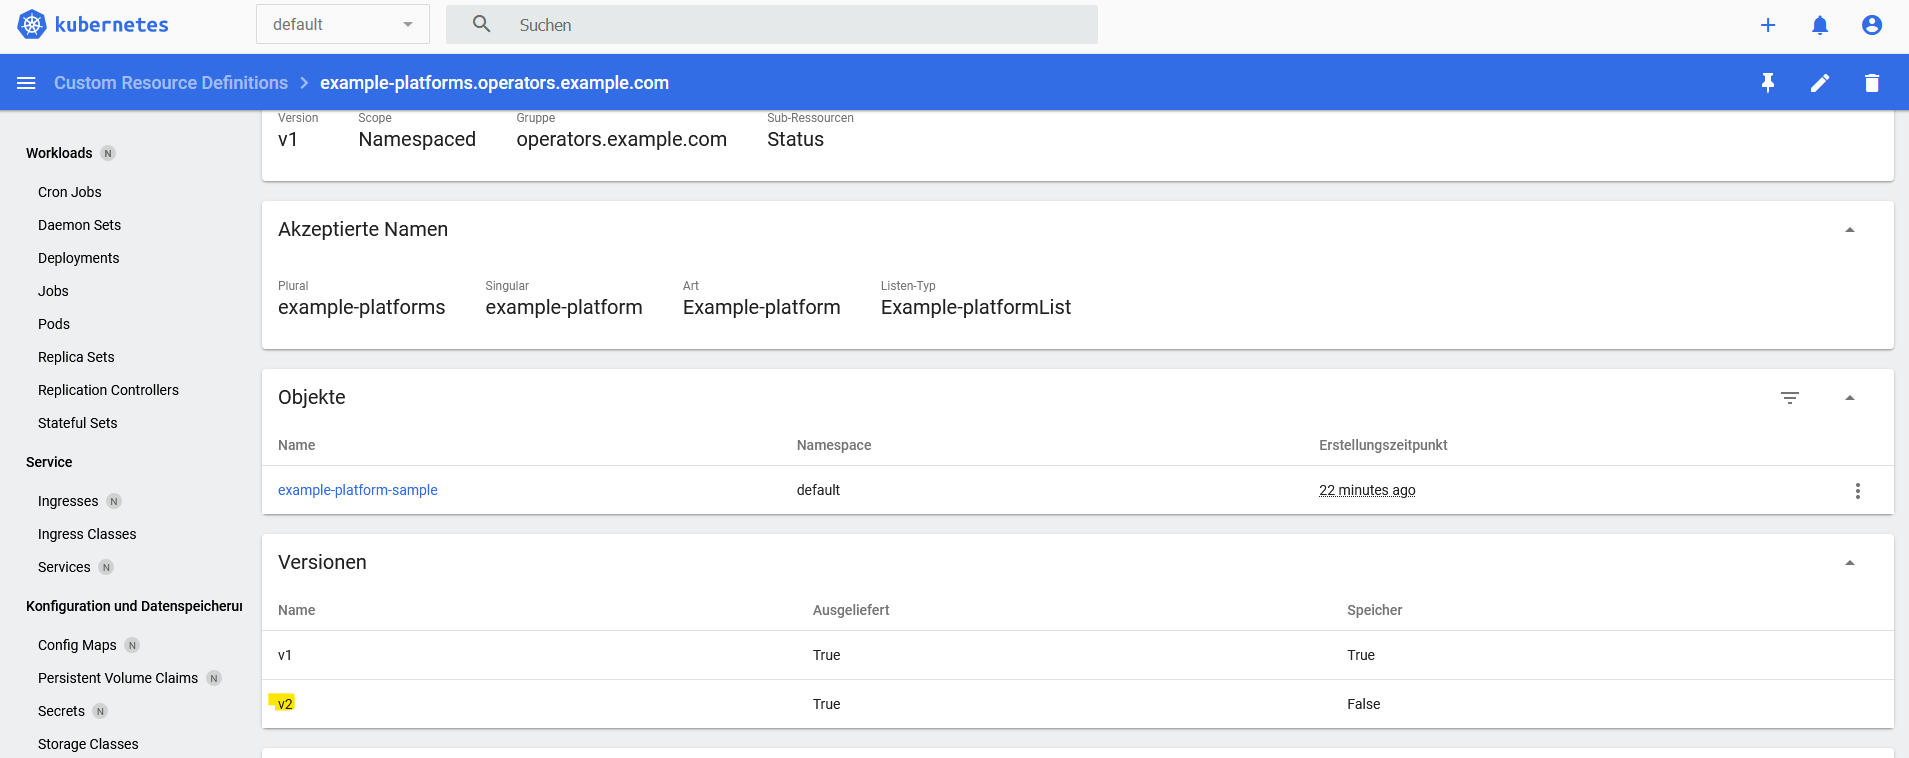 kubernetes
default
Suchen
Custom Resource Definitions
example-platforms.operators.example.com
Workloads N
Cron Jobs
Daemon Sets
Deployments
Jobs
Pods
Replica Sets
Replication Controllers
Stateful Sets
Service
Ingresses N
Ingress Classes
Services N
Konfiguration und Datenspeicherur
Config Maps N
Persistent Volume Claims N
Secrets N
Storage Classes
Version Scope Gruppe Sub-Ressourcen
v1 Namespaced operators.example.com Status
Akzeptierte Namen
Plural Singular Art Listen-Typ
example-platforms example-platform Example-platform Example-platformList
Objekte
Name Namespace Erstellungszeitpunkt
example-platform-sample default 22 minutes ago
Versionen
Name Ausgeliefert Speicher
v1 True True
v2 True False